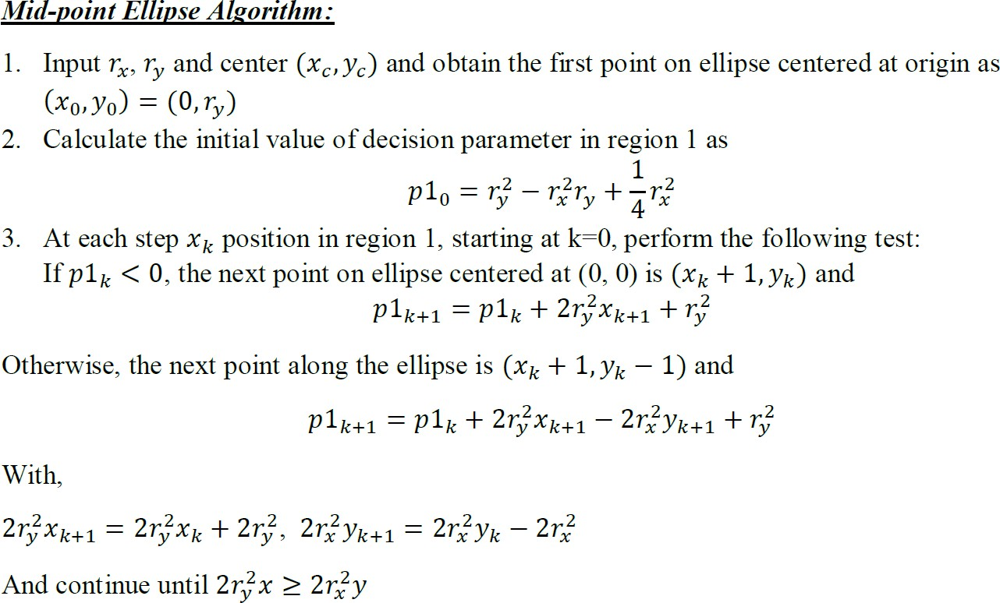 Mid-point Ellipse Algorithm:
1. Input r_x, r_y and center (x_c, y_c) and obtain the first point on ellipse centered at origin as
(x_0, y_0) = (0, r_y)
2. Calculate the initial value of decision parameter in region 1 as
p1_0 = r_y^2 − r_x^2 r_y + 1/4 r_x^2
3. At each step x_k position in region 1, starting at k=0, perform the following test:
If p1_k < 0, the next point on ellipse centered at (0, 0) is (x_k + 1, y_k) and
p1_{k+1} = p1_k + 2r_y^2 x_{k+1} + r_y^2
Otherwise, the next point along the ellipse is (x_k + 1, y_k − 1) and
p1_{k+1} = p1_k + 2r_y^2 x_{k+1} − 2r_x^2 y_{k+1} + r_y^2
With,
2r_y^2 x_{k+1} = 2r_y^2 x_k + 2r_y^2, 2r_x^2 y_{k+1} = 2r_x^2 y_k − 2r_x^2
And continue until 2r_y^2 x ≥ 2r_x^2 y